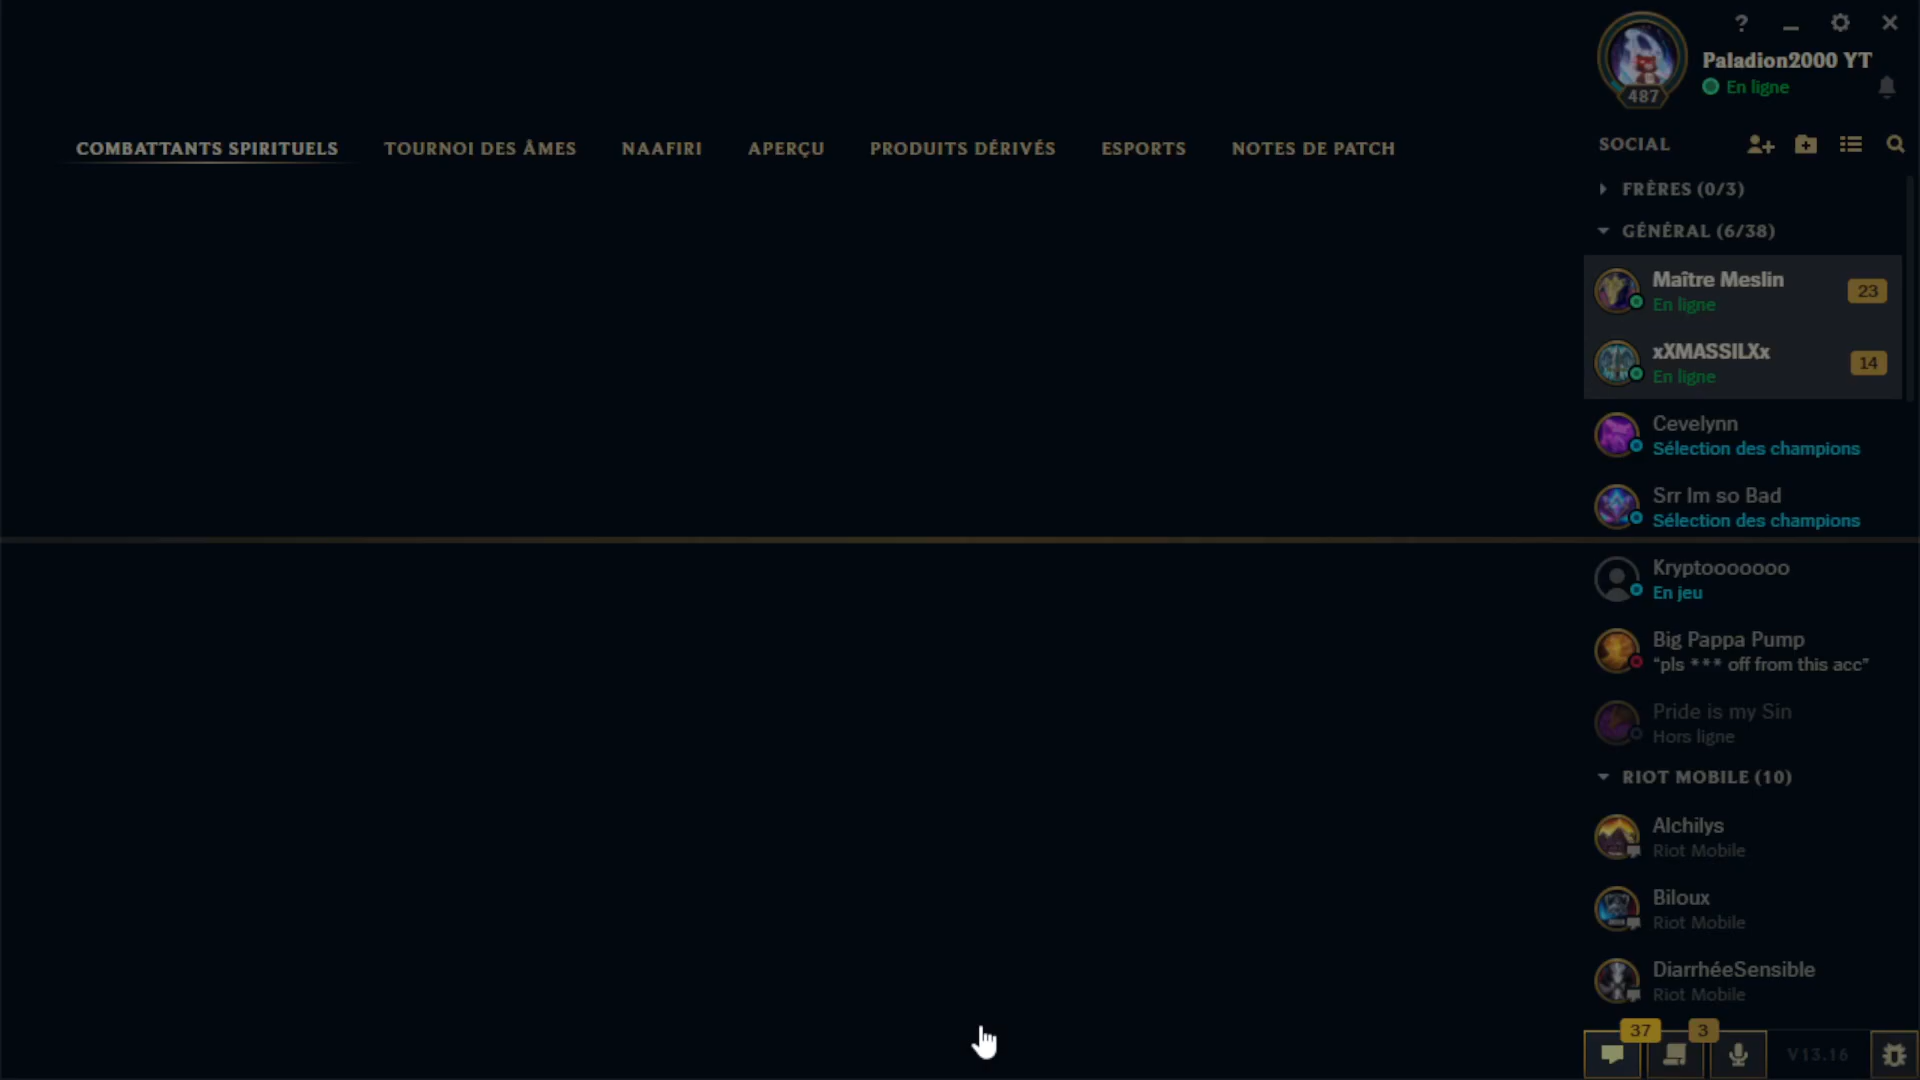 ?
Paladion2000 YT
487
En ligne
COMBATTANTS SPIRITUELS TOURNOI DES ÂMES NAAFIRI APERÇU PRODUITS DÉRIVÉS ESPORTS NOTES DE PATCH
SOCIAL
FRÈRES (0/3)
GÉNÉRAL (6/38)
Maître Meslin
23
En ligne
xXMASSILXx
14
En ligne
Cevelynn
Sélection des champions
Srr Im so Bad
Sélection des champions
Kryptooooooo
En jeu
Big Pappa Pump
“pls *** off from this acc”
Pride is my Sin
Hors ligne
RIOT MOBILE (10)
Alchilys
Riot Mobile
Biloux
Riot Mobile
DiarrhéeSensible
Riot Mobile
37 3
V13.16